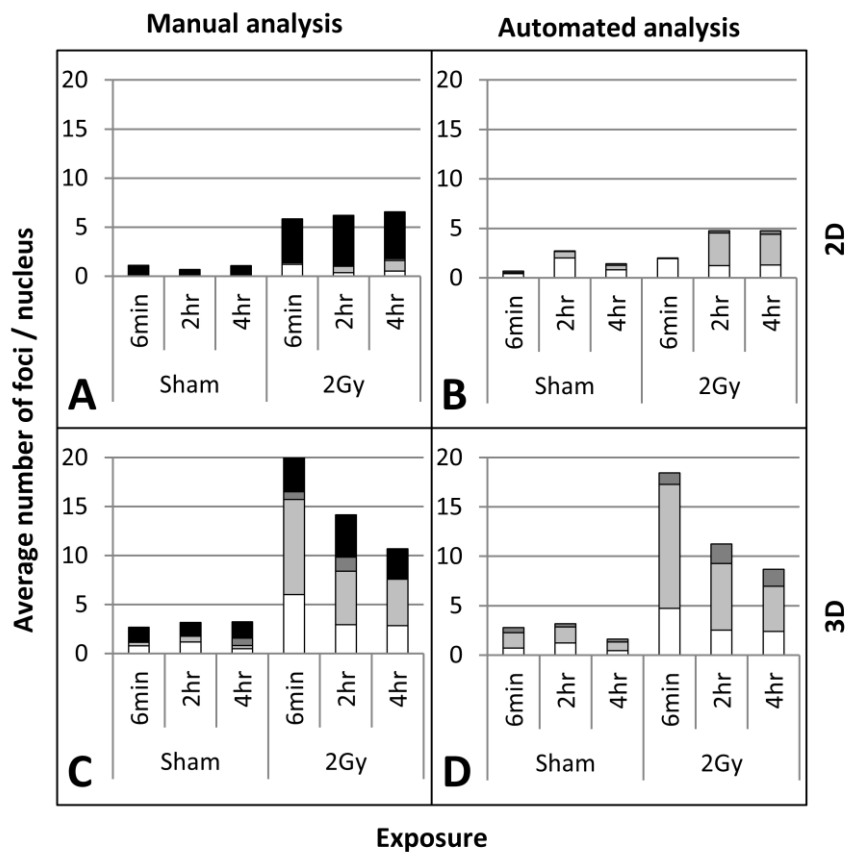 Manual analysis
Automated analysis
Average number of foci / nucleus
20
15
10
5
0
6min
2hr
4hr
6min
2hr
4hr
Sham
2Gy
A
20
15
10
5
0
6min
2hr
4hr
6min
2hr
4hr
Sham
2Gy
B
2D
20
15
10
5
0
6min
2hr
4hr
6min
2hr
4hr
Sham
2Gy
C
20
15
10
5
0
6min
2hr
4hr
6min
2hr
4hr
Sham
2Gy
D
3D
Exposure